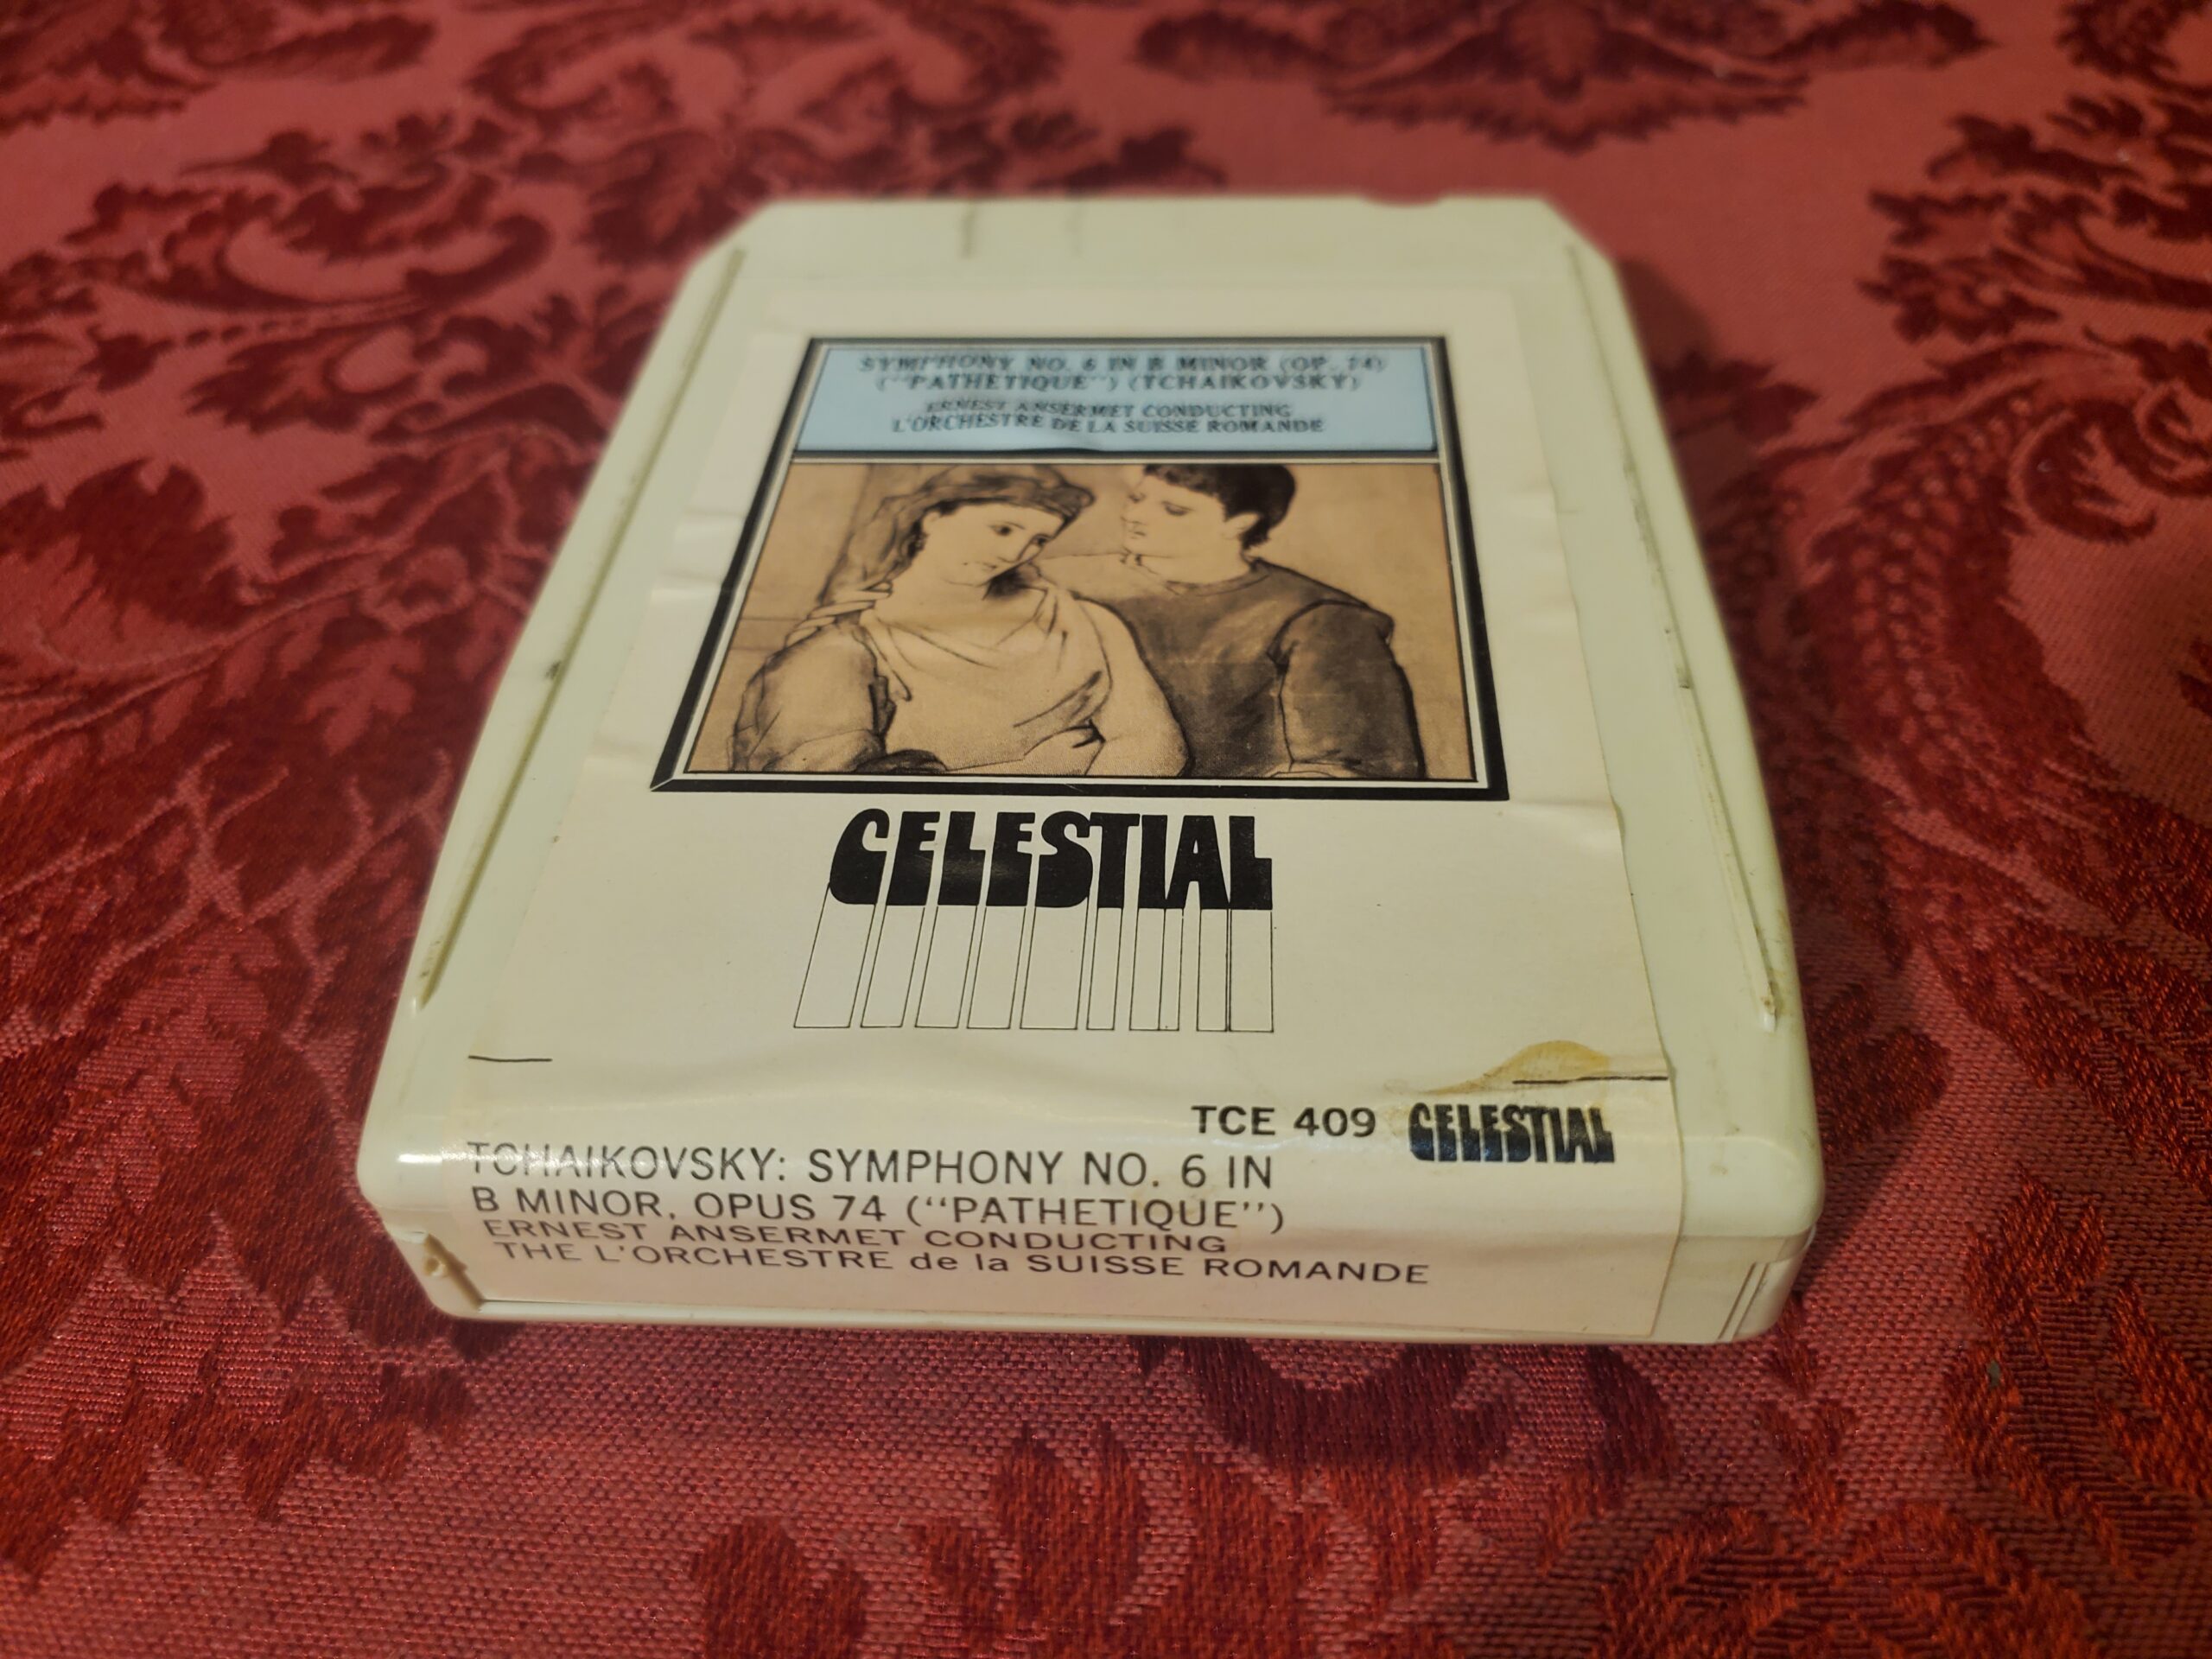 SYMPHONY NO. 6 IN B MINOR (OP. 74)
("PATHETIQUE") (TCHAIKOVSKY)
ERNEST ANSERMET CONDUCTING
L'ORCHESTRE DE LA SUISSE ROMANDE
CELESTIAL
TCE 409 CELESTIAL
TCHAIKOVSKY: SYMPHONY NO. 6 IN
B MINOR, OPUS 74 ("PATHETIQUE")
ERNEST ANSERMET CONDUCTING
THE L'ORCHESTRE de la SUISSE ROMANDE